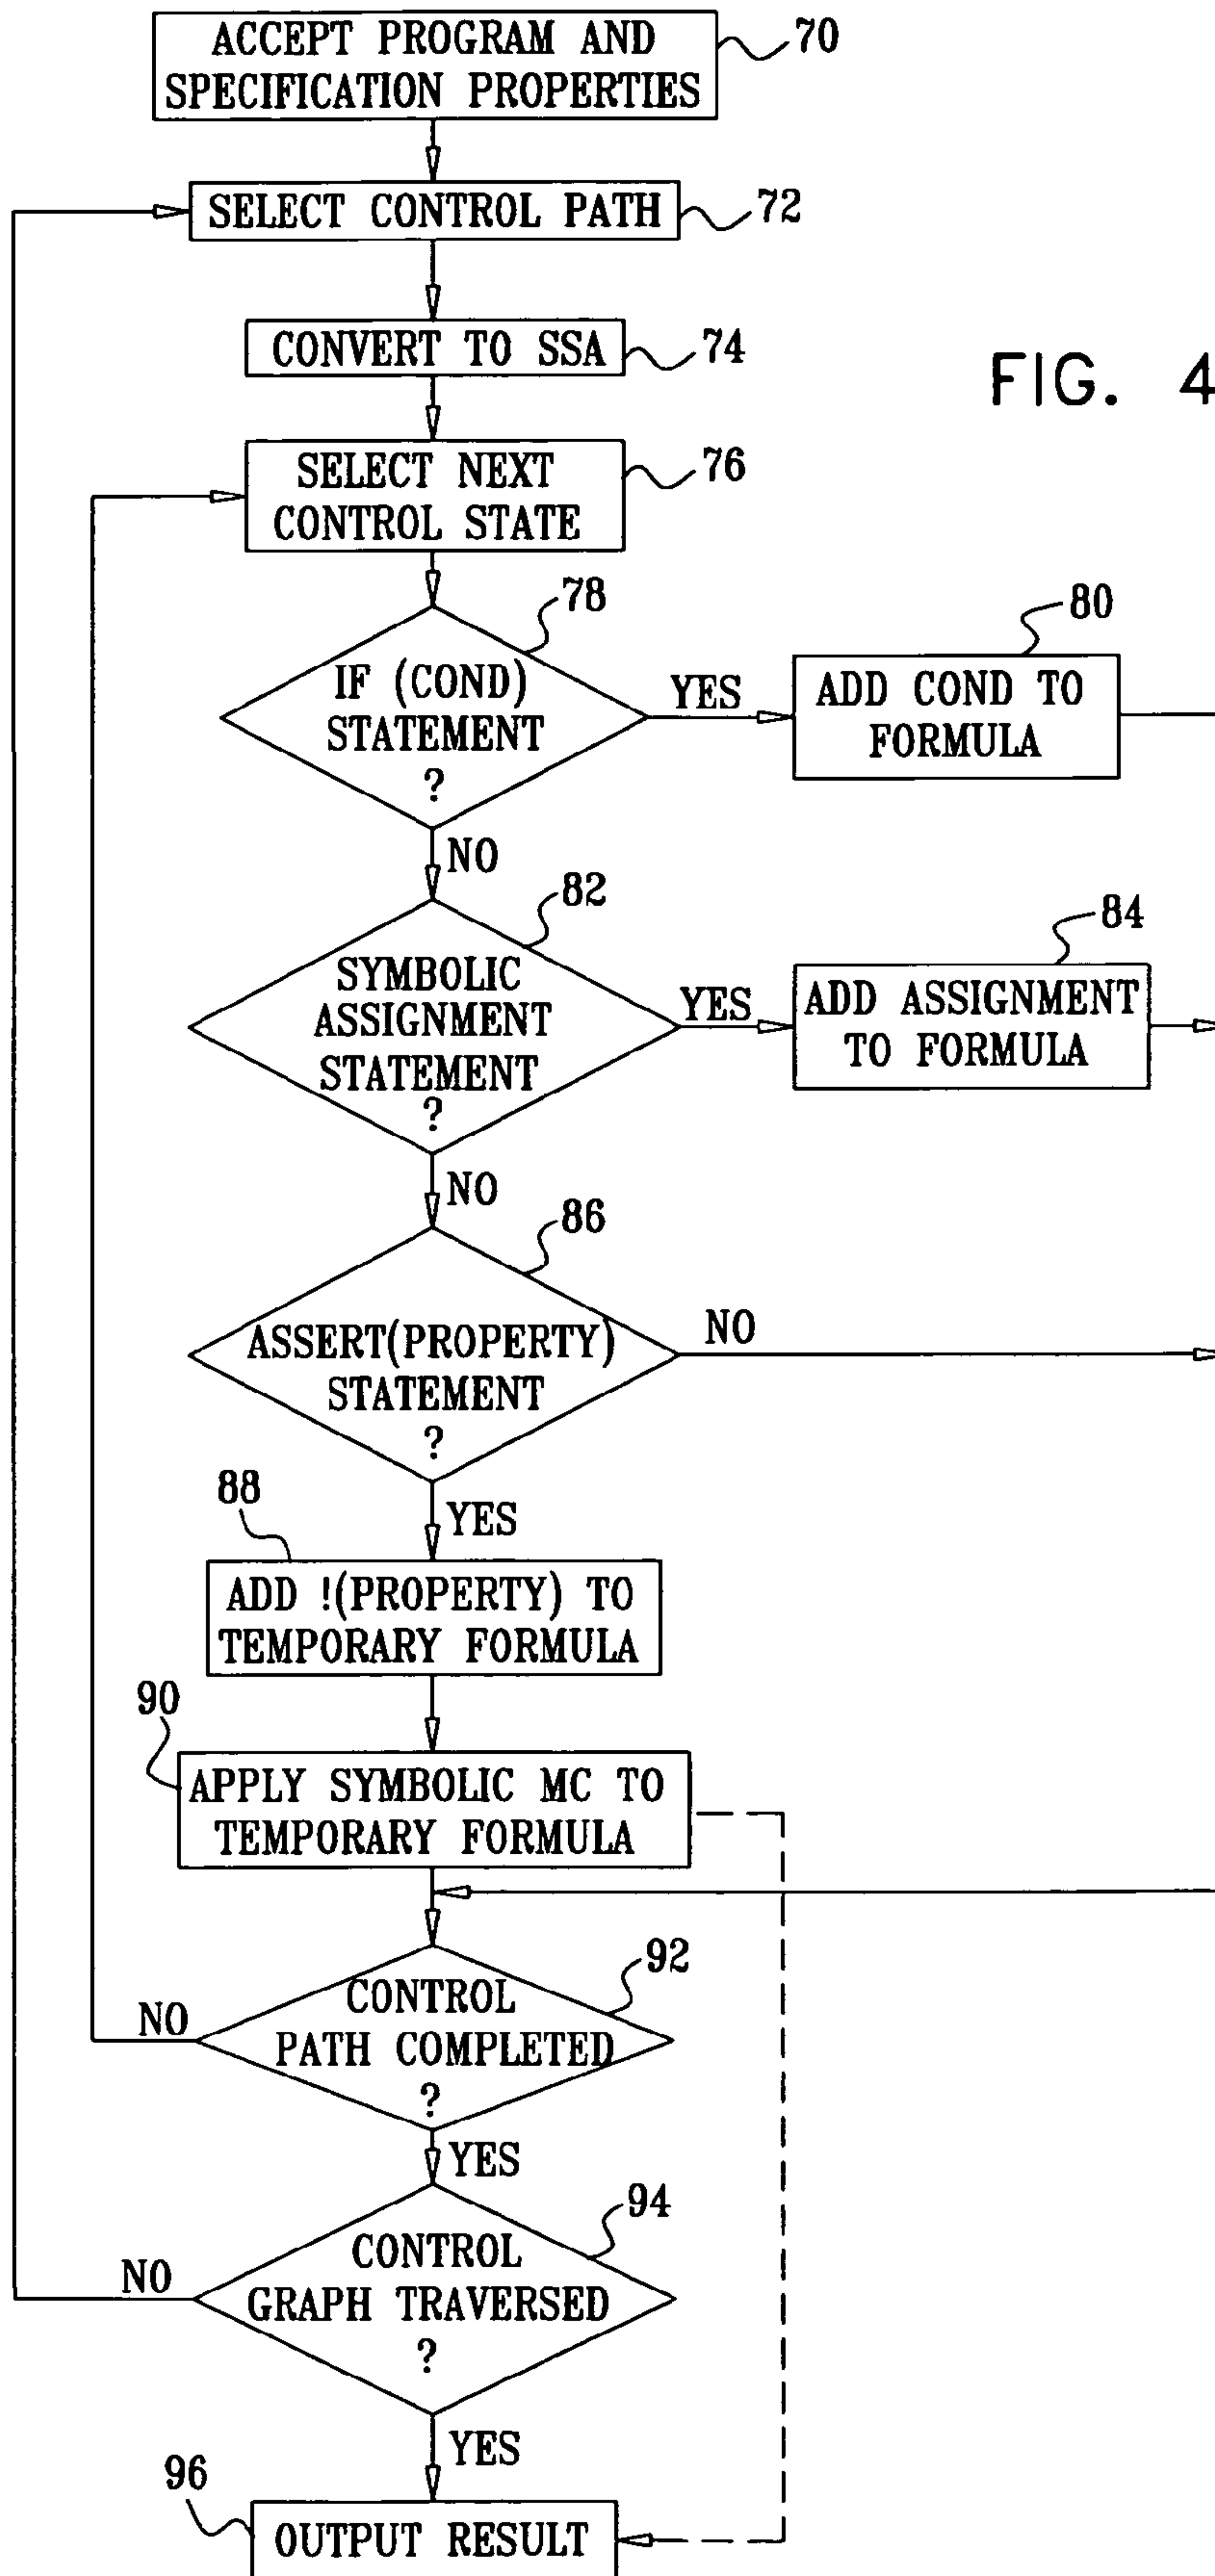 ACCEPT PROGRAM AND
SPECIFICATION PROPERTIES
70
SELECT CONTROL PATH
72
CONVERT TO SSA
74
FIG. 4
SELECT NEXT
CONTROL STATE
76
78
IF (COND)
STATEMENT
?
YES
80
ADD COND TO
FORMULA
NO
82
SYMBOLIC
ASSIGNMENT
STATEMENT
?
YES
84
ADD ASSIGNMENT
TO FORMULA
NO
86
ASSERT(PROPERTY)
STATEMENT
?
NO
YES
88
ADD !(PROPERTY) TO
TEMPORARY FORMULA
90
APPLY SYMBOLIC MC TO
TEMPORARY FORMULA
92
CONTROL
PATH COMPLETED
?
NO
YES
94
CONTROL
GRAPH TRAVERSED
?
NO
YES
96
OUTPUT RESULT